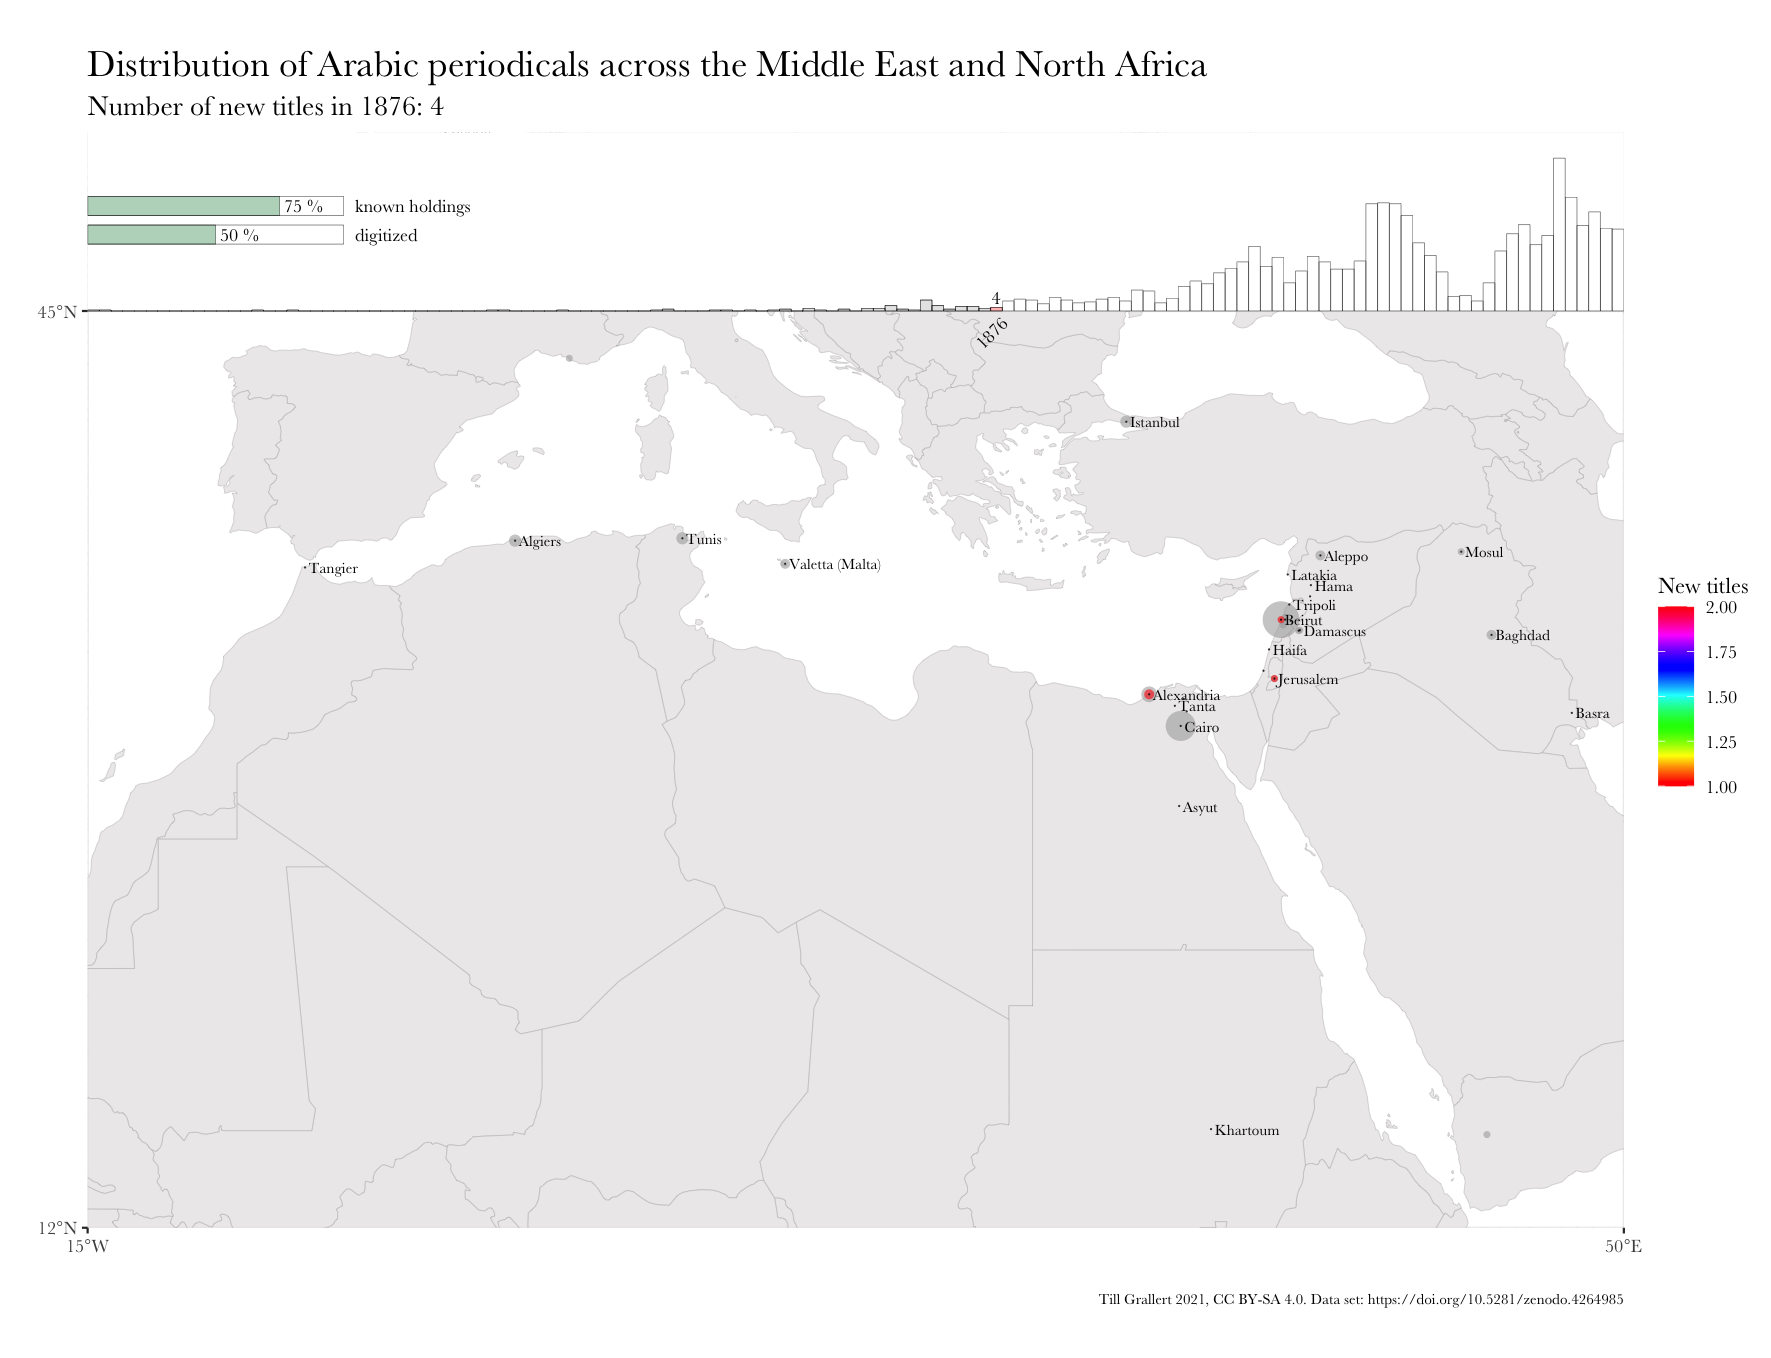 Distribution of Arabic periodicals across the Middle East and North Africa
Number of new titles in 1876: 4
75 % known holdings
50 % digitized
4
45°N
1876
Istanbul
Algiers
Tunis
Valetta (Malta)
Tangier
Aleppo
Mosul
Latakia
Hama
Tripoli
Beirut
Damascus
Baghdad
Haifa
Jerusalem
Alexandria
Tanta
Cairo
Basra
Asyut
Khartoum
New titles
2.00
1.75
1.50
1.25
1.00
12°N
15°W
50°E
Till Grallert 2021, CC BY-SA 4.0. Data set: https://doi.org/10.5281/zenodo.4264985